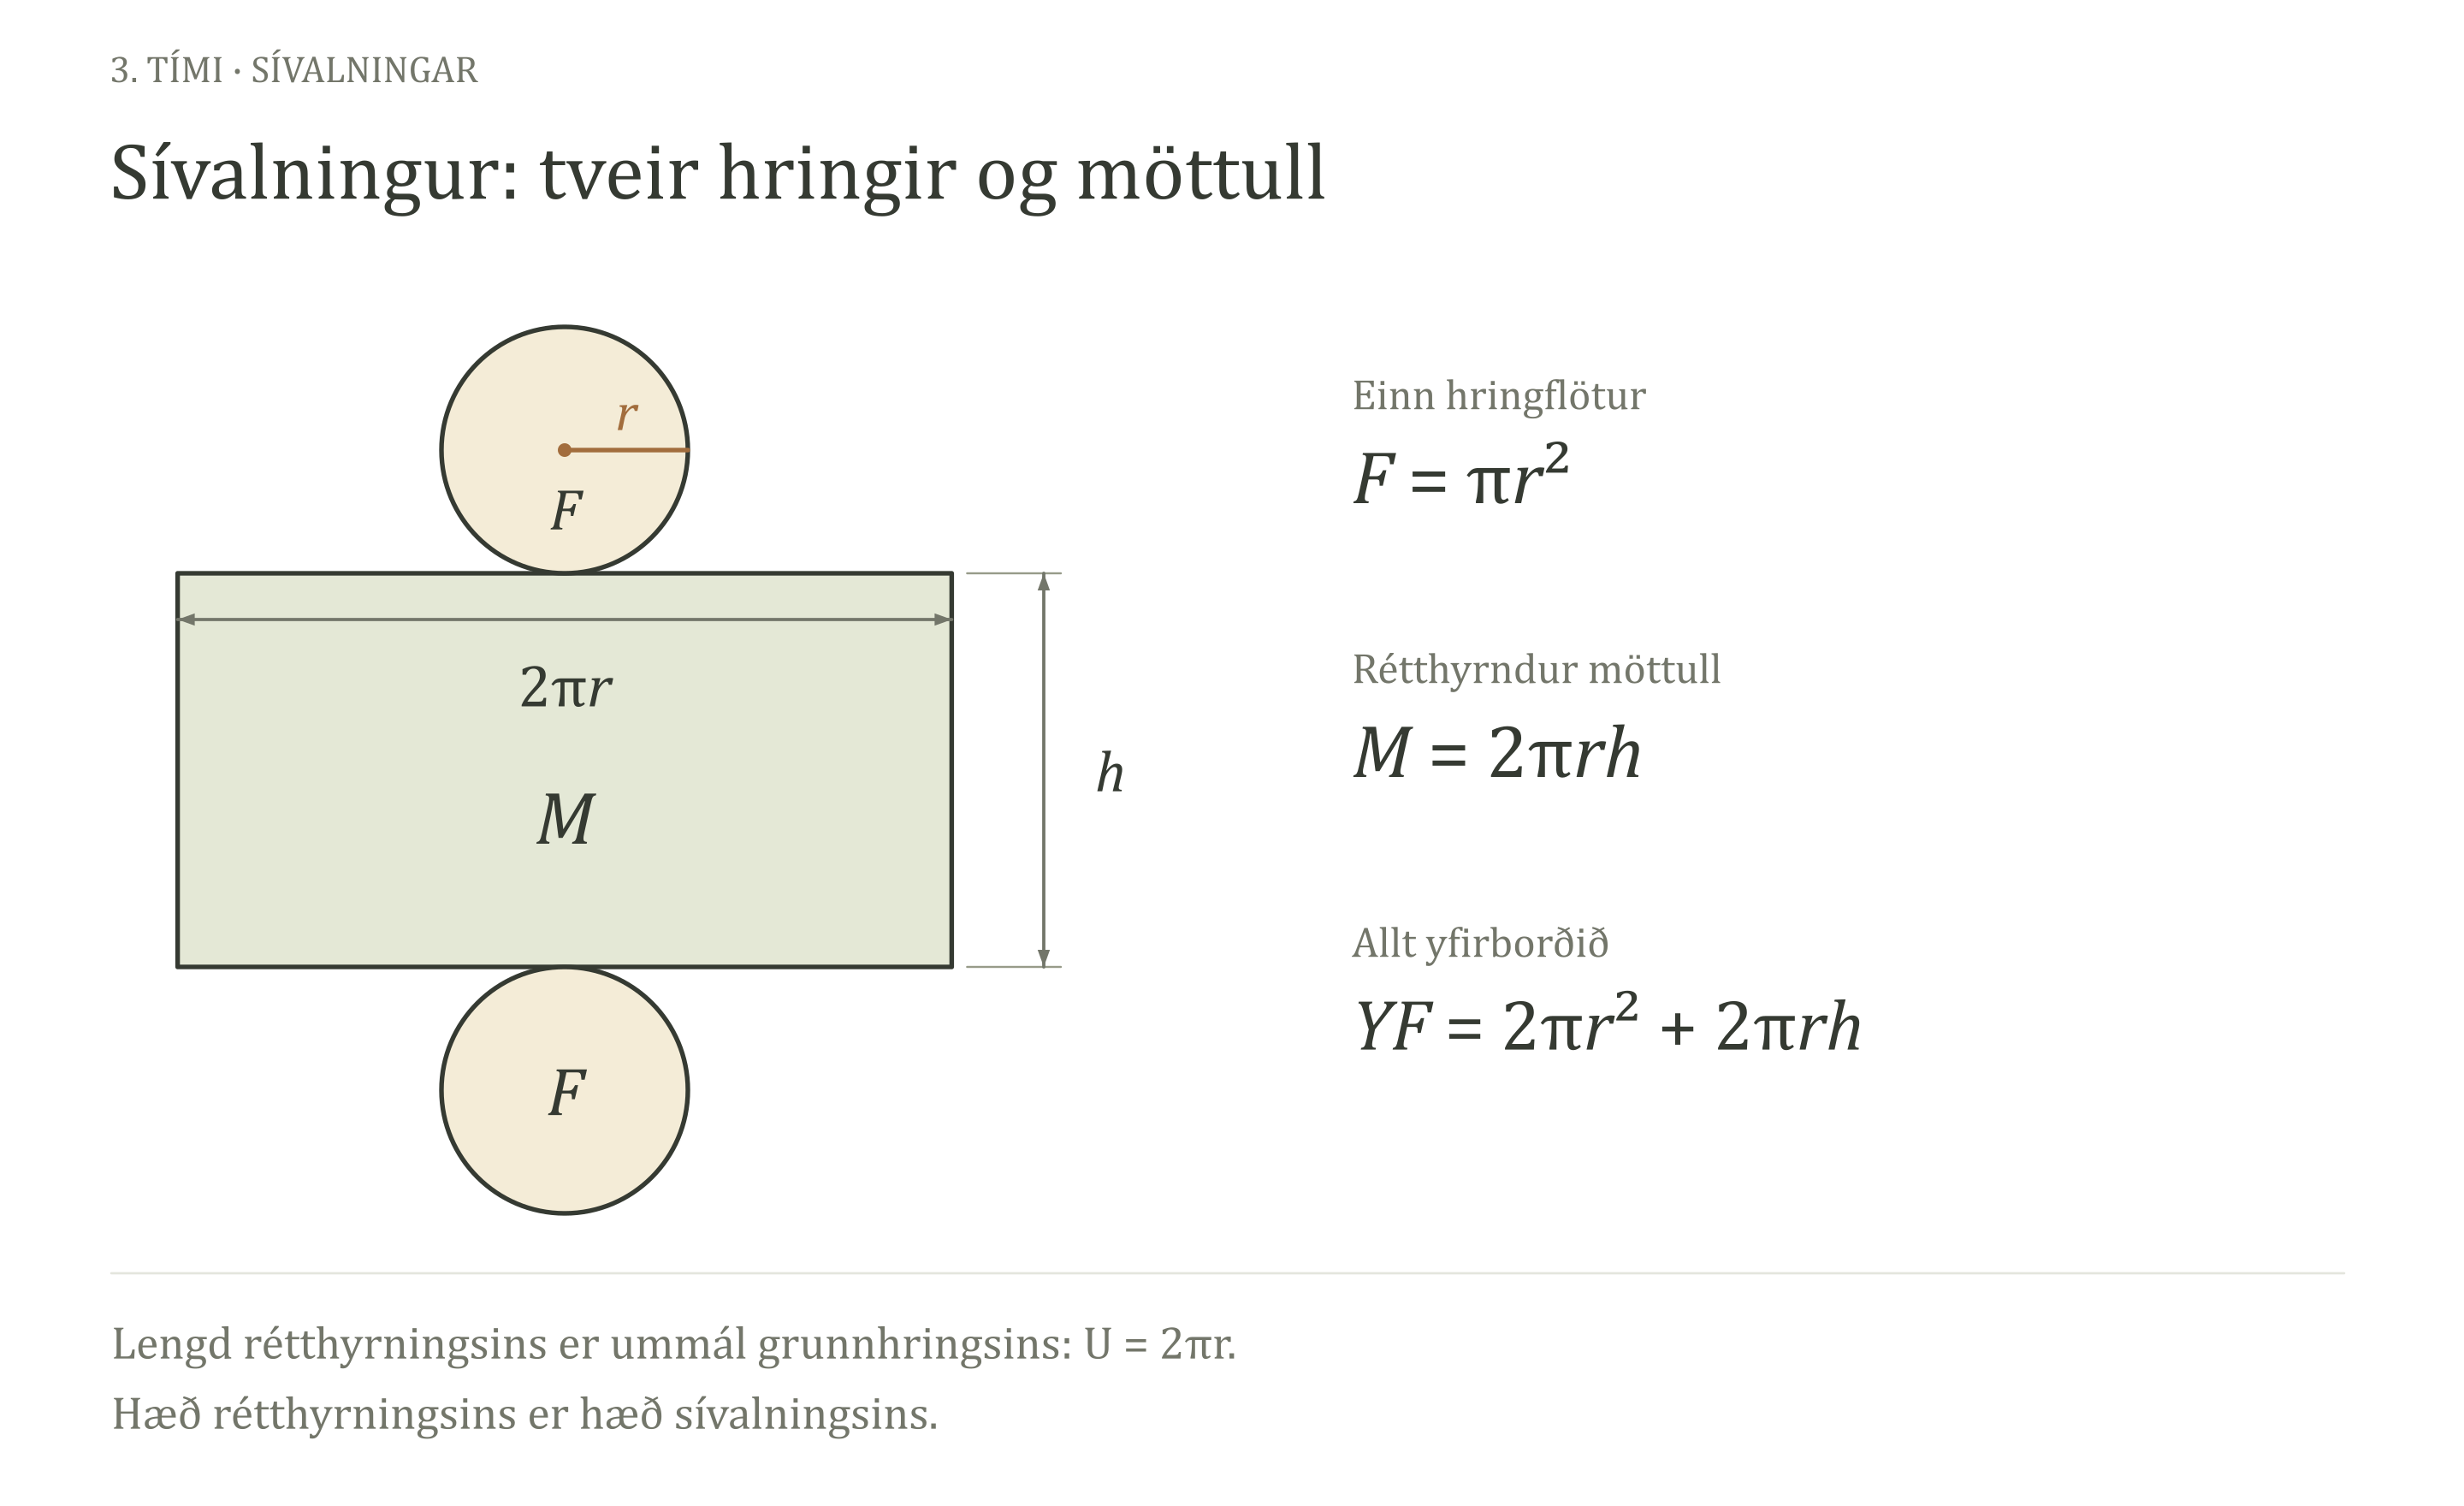 3. TÍMI · SÍVALNINGAR
Sívalningur: tveir hringir og möttull
r
F
2πr
M
h
F
Einn hringflötur
F = πr²
Rétthyrndur möttull
M = 2πrh
Allt yfirborðið
YF = 2πr² + 2πrh
Lengd rétthyrningsins er ummál grunnhringsins: U = 2πr.
Hæð rétthyrningsins er hæð sívalningsins.